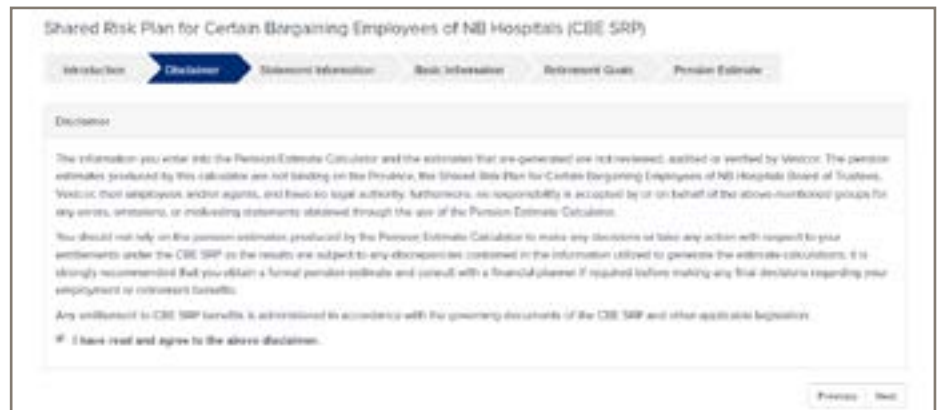 Shared Risk Plan for Certain Bargaining Employees of NB Hospitals (CBE SRP)
Introduction Disclaimer Statement Information Basic Information Retirement Goals Pension Estimate
Disclaimer
The information you enter into the Pension Estimate Calculator and the estimates that are generated are not reviewed, audited or verified by Vestcor. The pension
estimates produced by this calculator are not binding on the Province, the Shared Risk Plan for Certain Bargaining Employees of NB Hospitals Board of Trustees,
Vestcor, their employees and/or agents, and have no legal authority. Furthermore, no responsibility is accepted by or on behalf of the above-mentioned groups for
any errors, omissions, or misleading statements obtained through the use of the Pension Estimate Calculator.
You should not rely on the pension estimates produced by the Pension Estimate Calculator to make any decisions or take any action with respect to your
entitlements under the CBE SRP as the results are subject to any discrepancies contained in the information utilized to generate the estimate calculations. It is
strongly recommended that you obtain a formal pension estimate and consult with a financial planner if required before making any final decisions regarding your
employment or retirement benefits.
Any entitlement to CBE SRP benefits is administered in accordance with the governing documents of the CBE SRP and other applicable legislation.
I have read and agree to the above disclaimer.
Previous Next